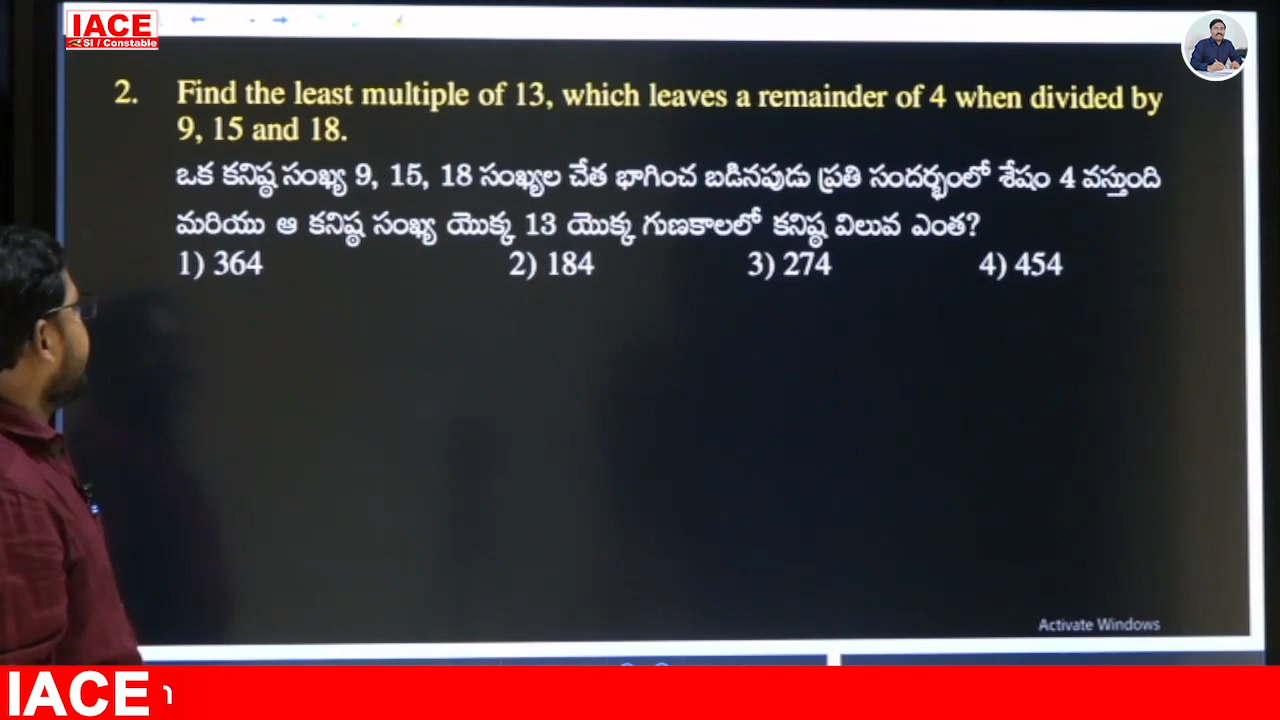 IACE
SI / Constable
2. Find the least multiple of 13, which leaves a remainder of 4 when divided by
9, 15 and 18.
ఒక కనిష్ఠ సంఖ్య 9, 15, 18 సంఖ్యల చేత భాగించ బడినపుడు ప్రతి సందర్భంలో శేషం 4 వస్తుంది
మరియు ఆ కనిష్ఠ సంఖ్య యొక్క 13 యొక్క గుణకాలలో కనిష్ఠ విలువ ఎంత?
1) 364 2) 184 3) 274 4) 454
Activate Windows
IACE